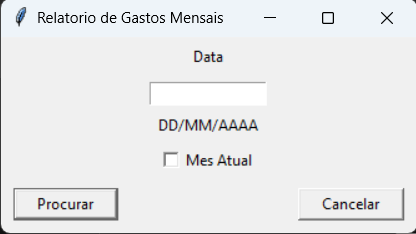 Relatorio de Gastos Mensais
Data
DD/MM/AAAA
Mes Atual
Procurar Cancelar